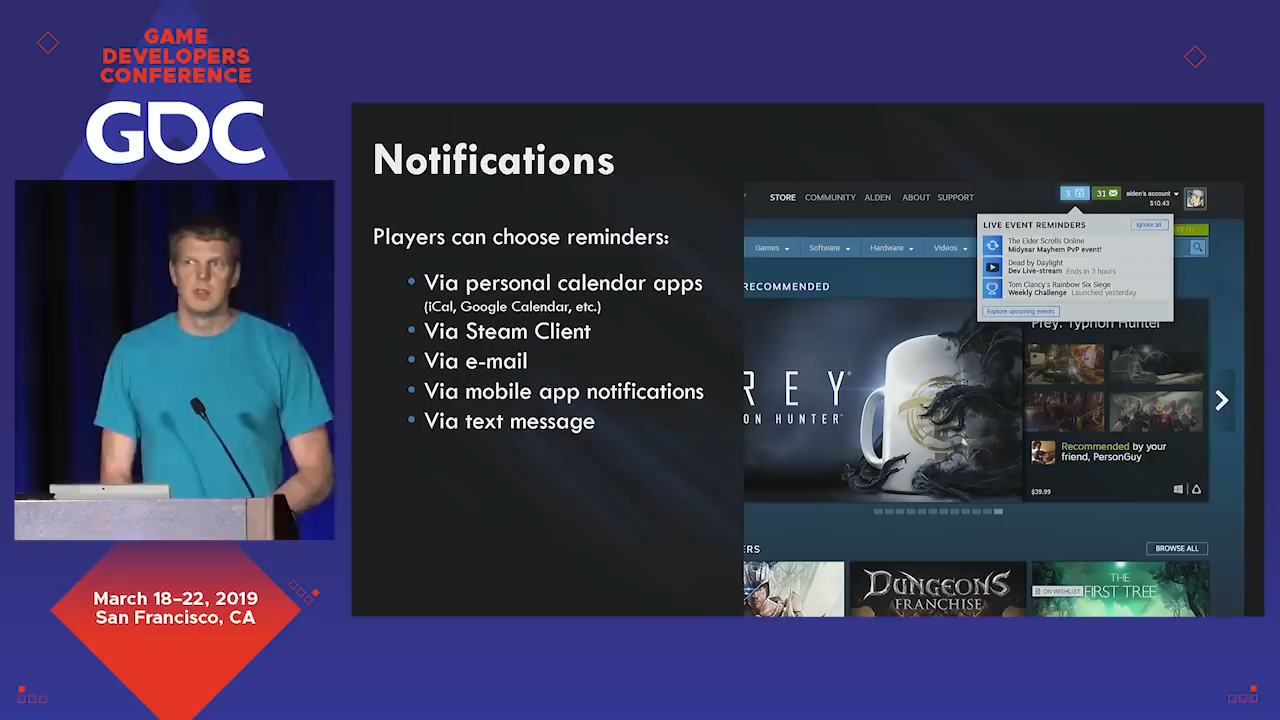 GAME
DEVELOPERS
CONFERENCE
GDC
March 18–22, 2019
San Francisco, CA
Notifications
Players can choose reminders:
• Via personal calendar apps
(iCal, Google Calendar, etc.)
• Via Steam Client
• Via e-mail
• Via mobile app notifications
• Via text message
STORE COMMUNITY ALDEN ABOUT SUPPORT
3 31 alden's account
$10.43
Games Software Hardware Videos
LIVE EVENT REMINDERS Ignore all
The Elder Scrolls Online
Midyear Mayhem PvP event!
Dead by Daylight
Dev Live-stream Ends in 3 hours
Tom Clancy's Rainbow Six Siege
Weekly Challenge Launched yesterday
Explore upcoming events
ECOMMENDED
Prey: Typhon Hunter
REY
ON HUNTER
Recommended by your
friend, PersonGuy
$39.99
ERS
BROWSE ALL
DUNGEONS
FRANCHISE
ON WISHLIST
THE
FIRST TREE